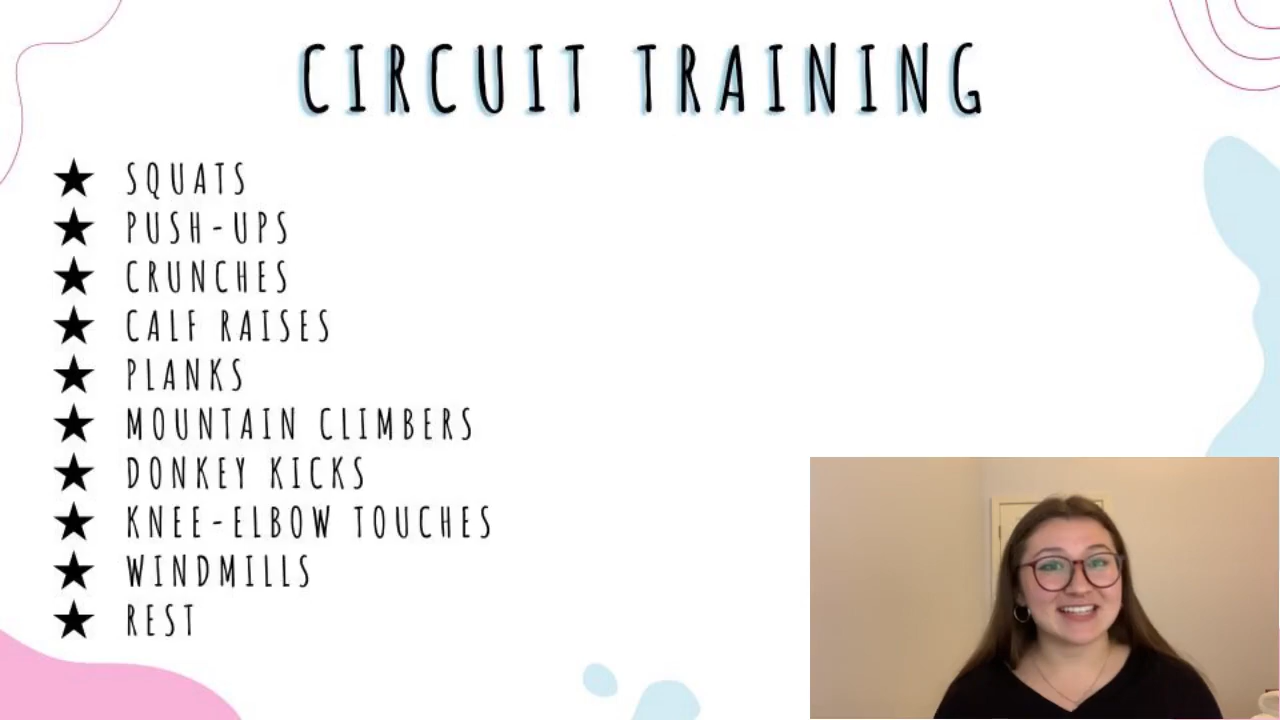 CIRCUIT TRAINING
★ SQUATS
★ PUSH-UPS
★ CRUNCHES
★ CALF RAISES
★ PLANKS
★ MOUNTAIN CLIMBERS
★ DONKEY KICKS
★ KNEE-ELBOW TOUCHES
★ WINDMILLS
★ REST